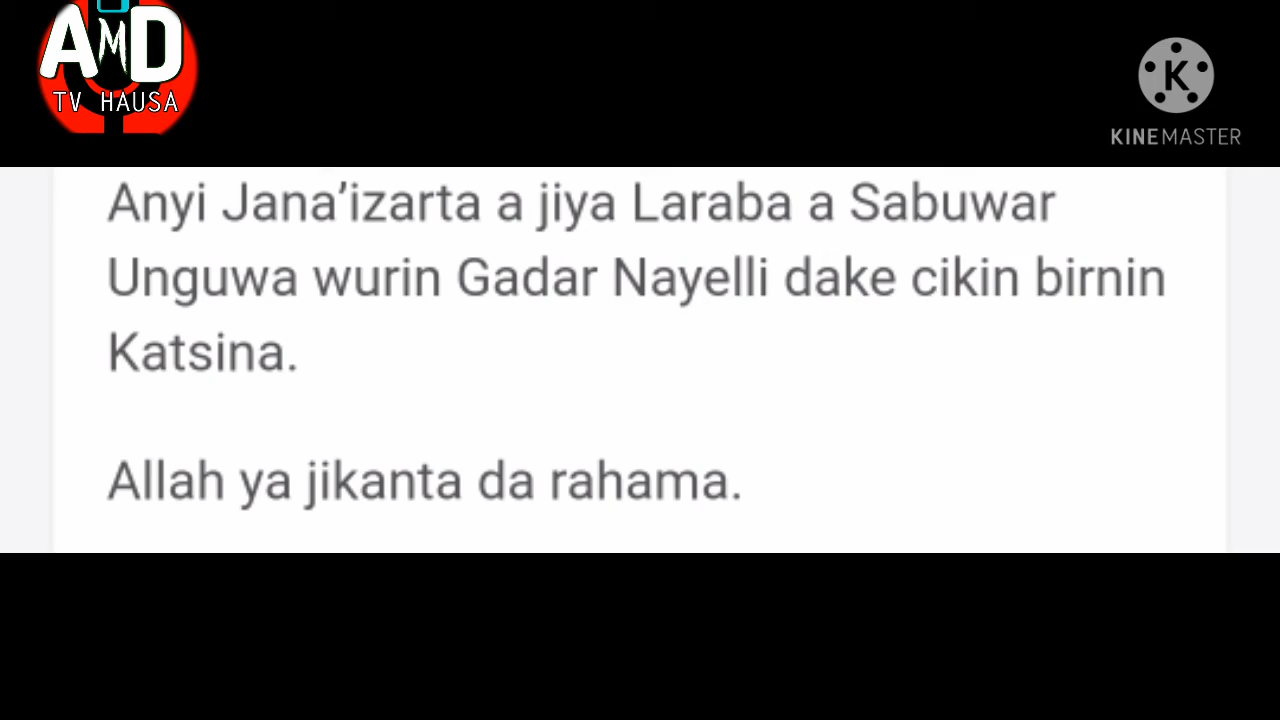 AMD
TV HAUSA
K
KINEMASTER
Anyi Jana’izarta a jiya Laraba a Sabuwar
Unguwa wurin Gadar Nayelli dake cikin birnin
Katsina.
Allah ya jikanta da rahama.